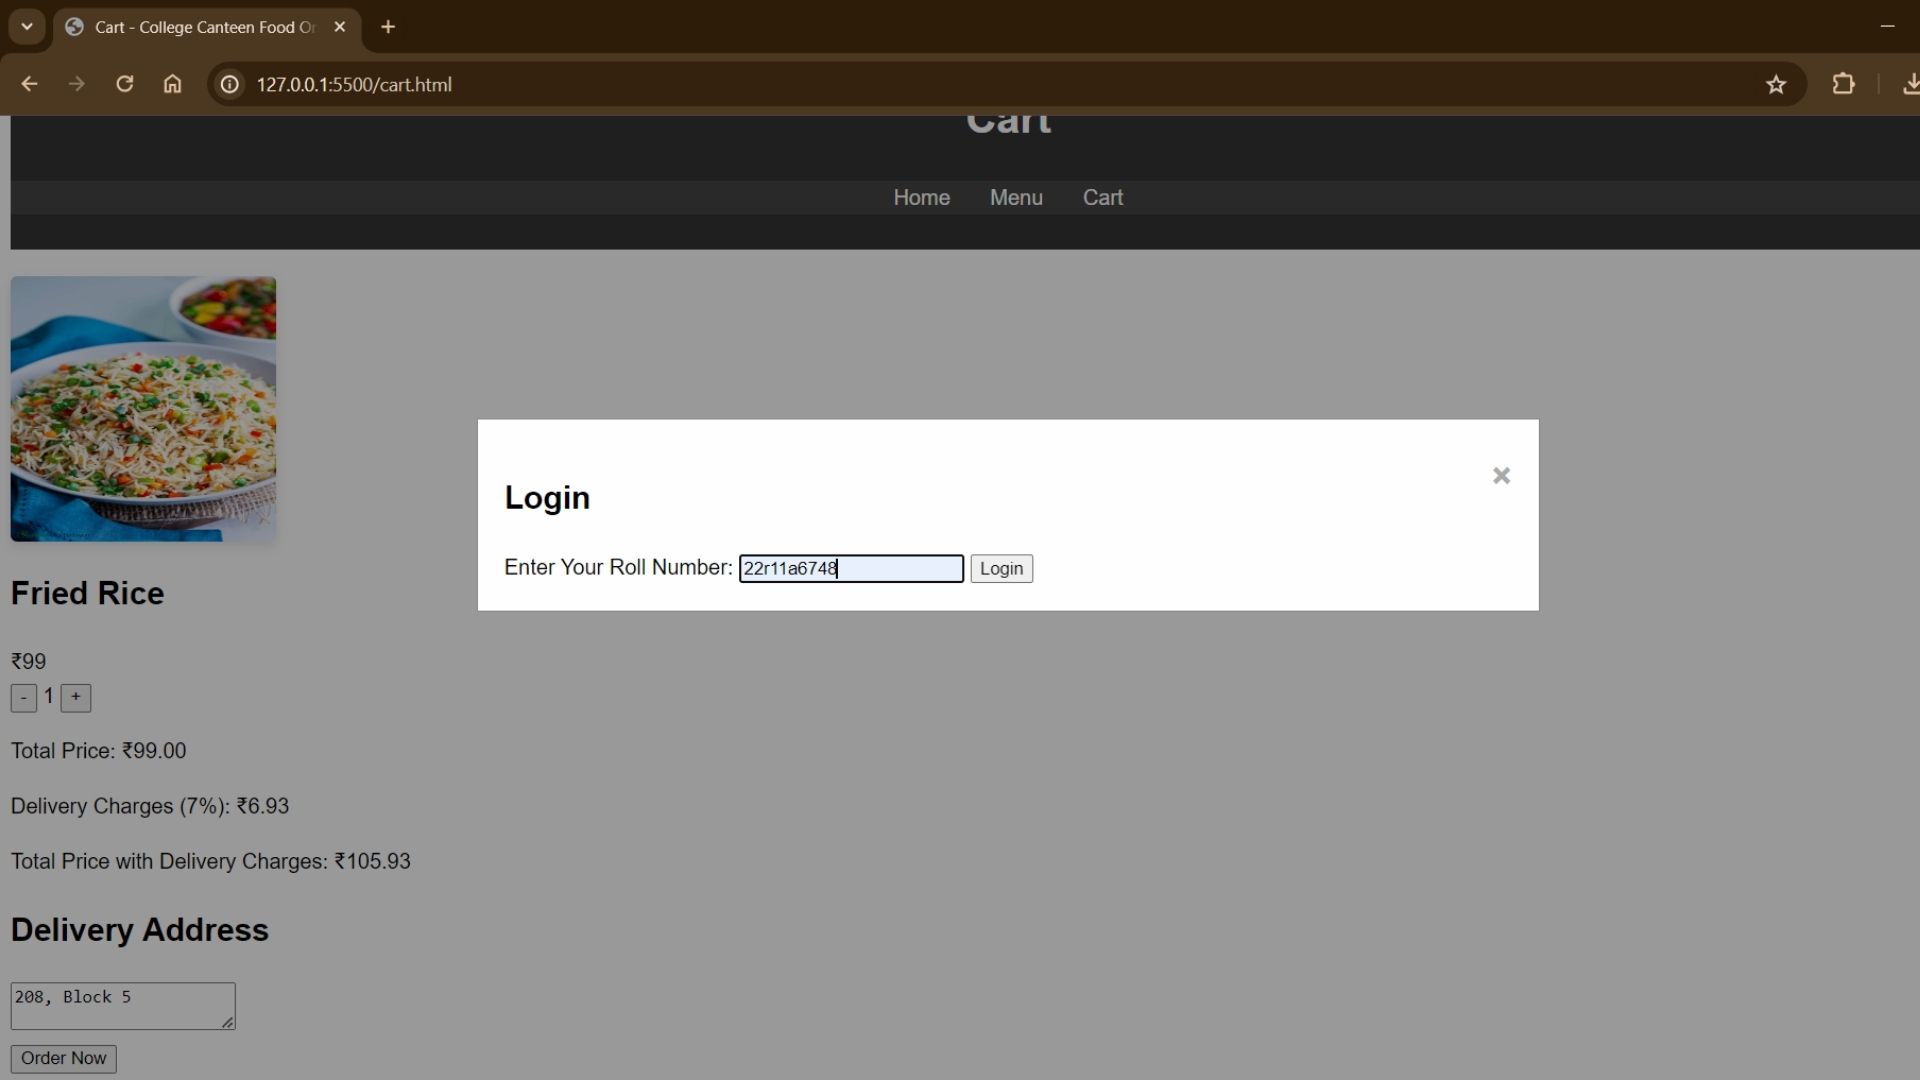 Cart - College Canteen Food Or
127.0.0.1:5500/cart.html
Cart
Home Menu Cart
Login
Enter Your Roll Number: 22r11a6748 Login
Fried Rice
₹99
- 1 +
Total Price: ₹99.00
Delivery Charges (7%): ₹6.93
Total Price with Delivery Charges: ₹105.93
Delivery Address
208, Block 5
Order Now